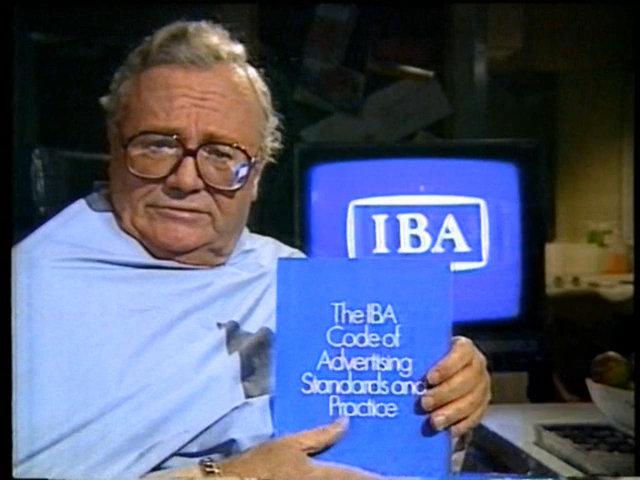 IBA
The IBA
Code of
Advertising
Standards and
Practice